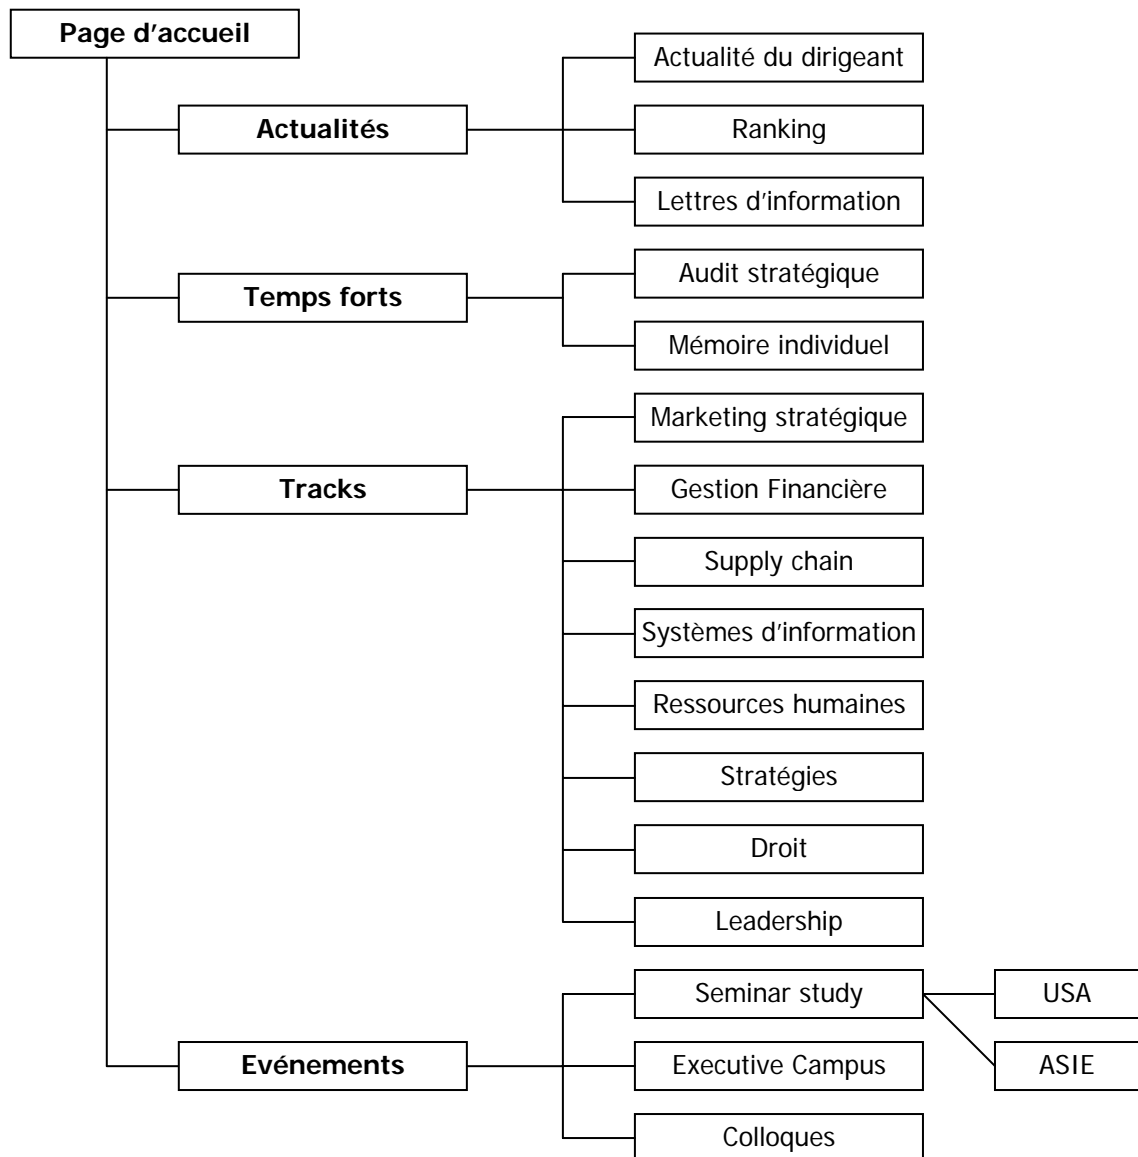 Page d’accueil
Actualités
Actualité du dirigeant
Ranking
Lettres d’information
Temps forts
Audit stratégique
Mémoire individuel
Tracks
Marketing stratégique
Gestion Financière
Supply chain
Systèmes d’information
Ressources humaines
Stratégies
Droit
Leadership
Evénements
Seminar study
USA
ASIE
Executive Campus
Colloques